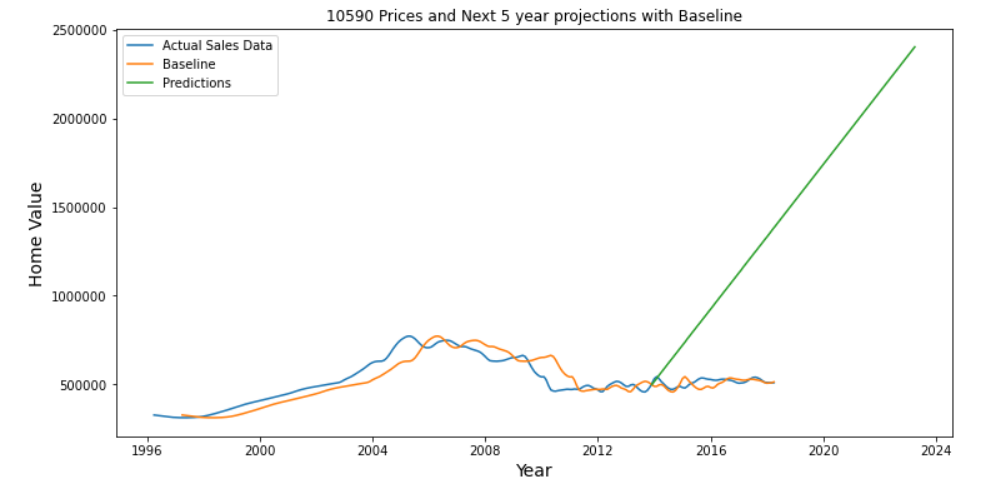 10590 Prices and Next 5 year projections with Baseline
2500000
2000000
1500000
1000000
500000
Home Value
Actual Sales Data
Baseline
Predictions
1996 2000 2004 2008 2012 2016 2020 2024
Year